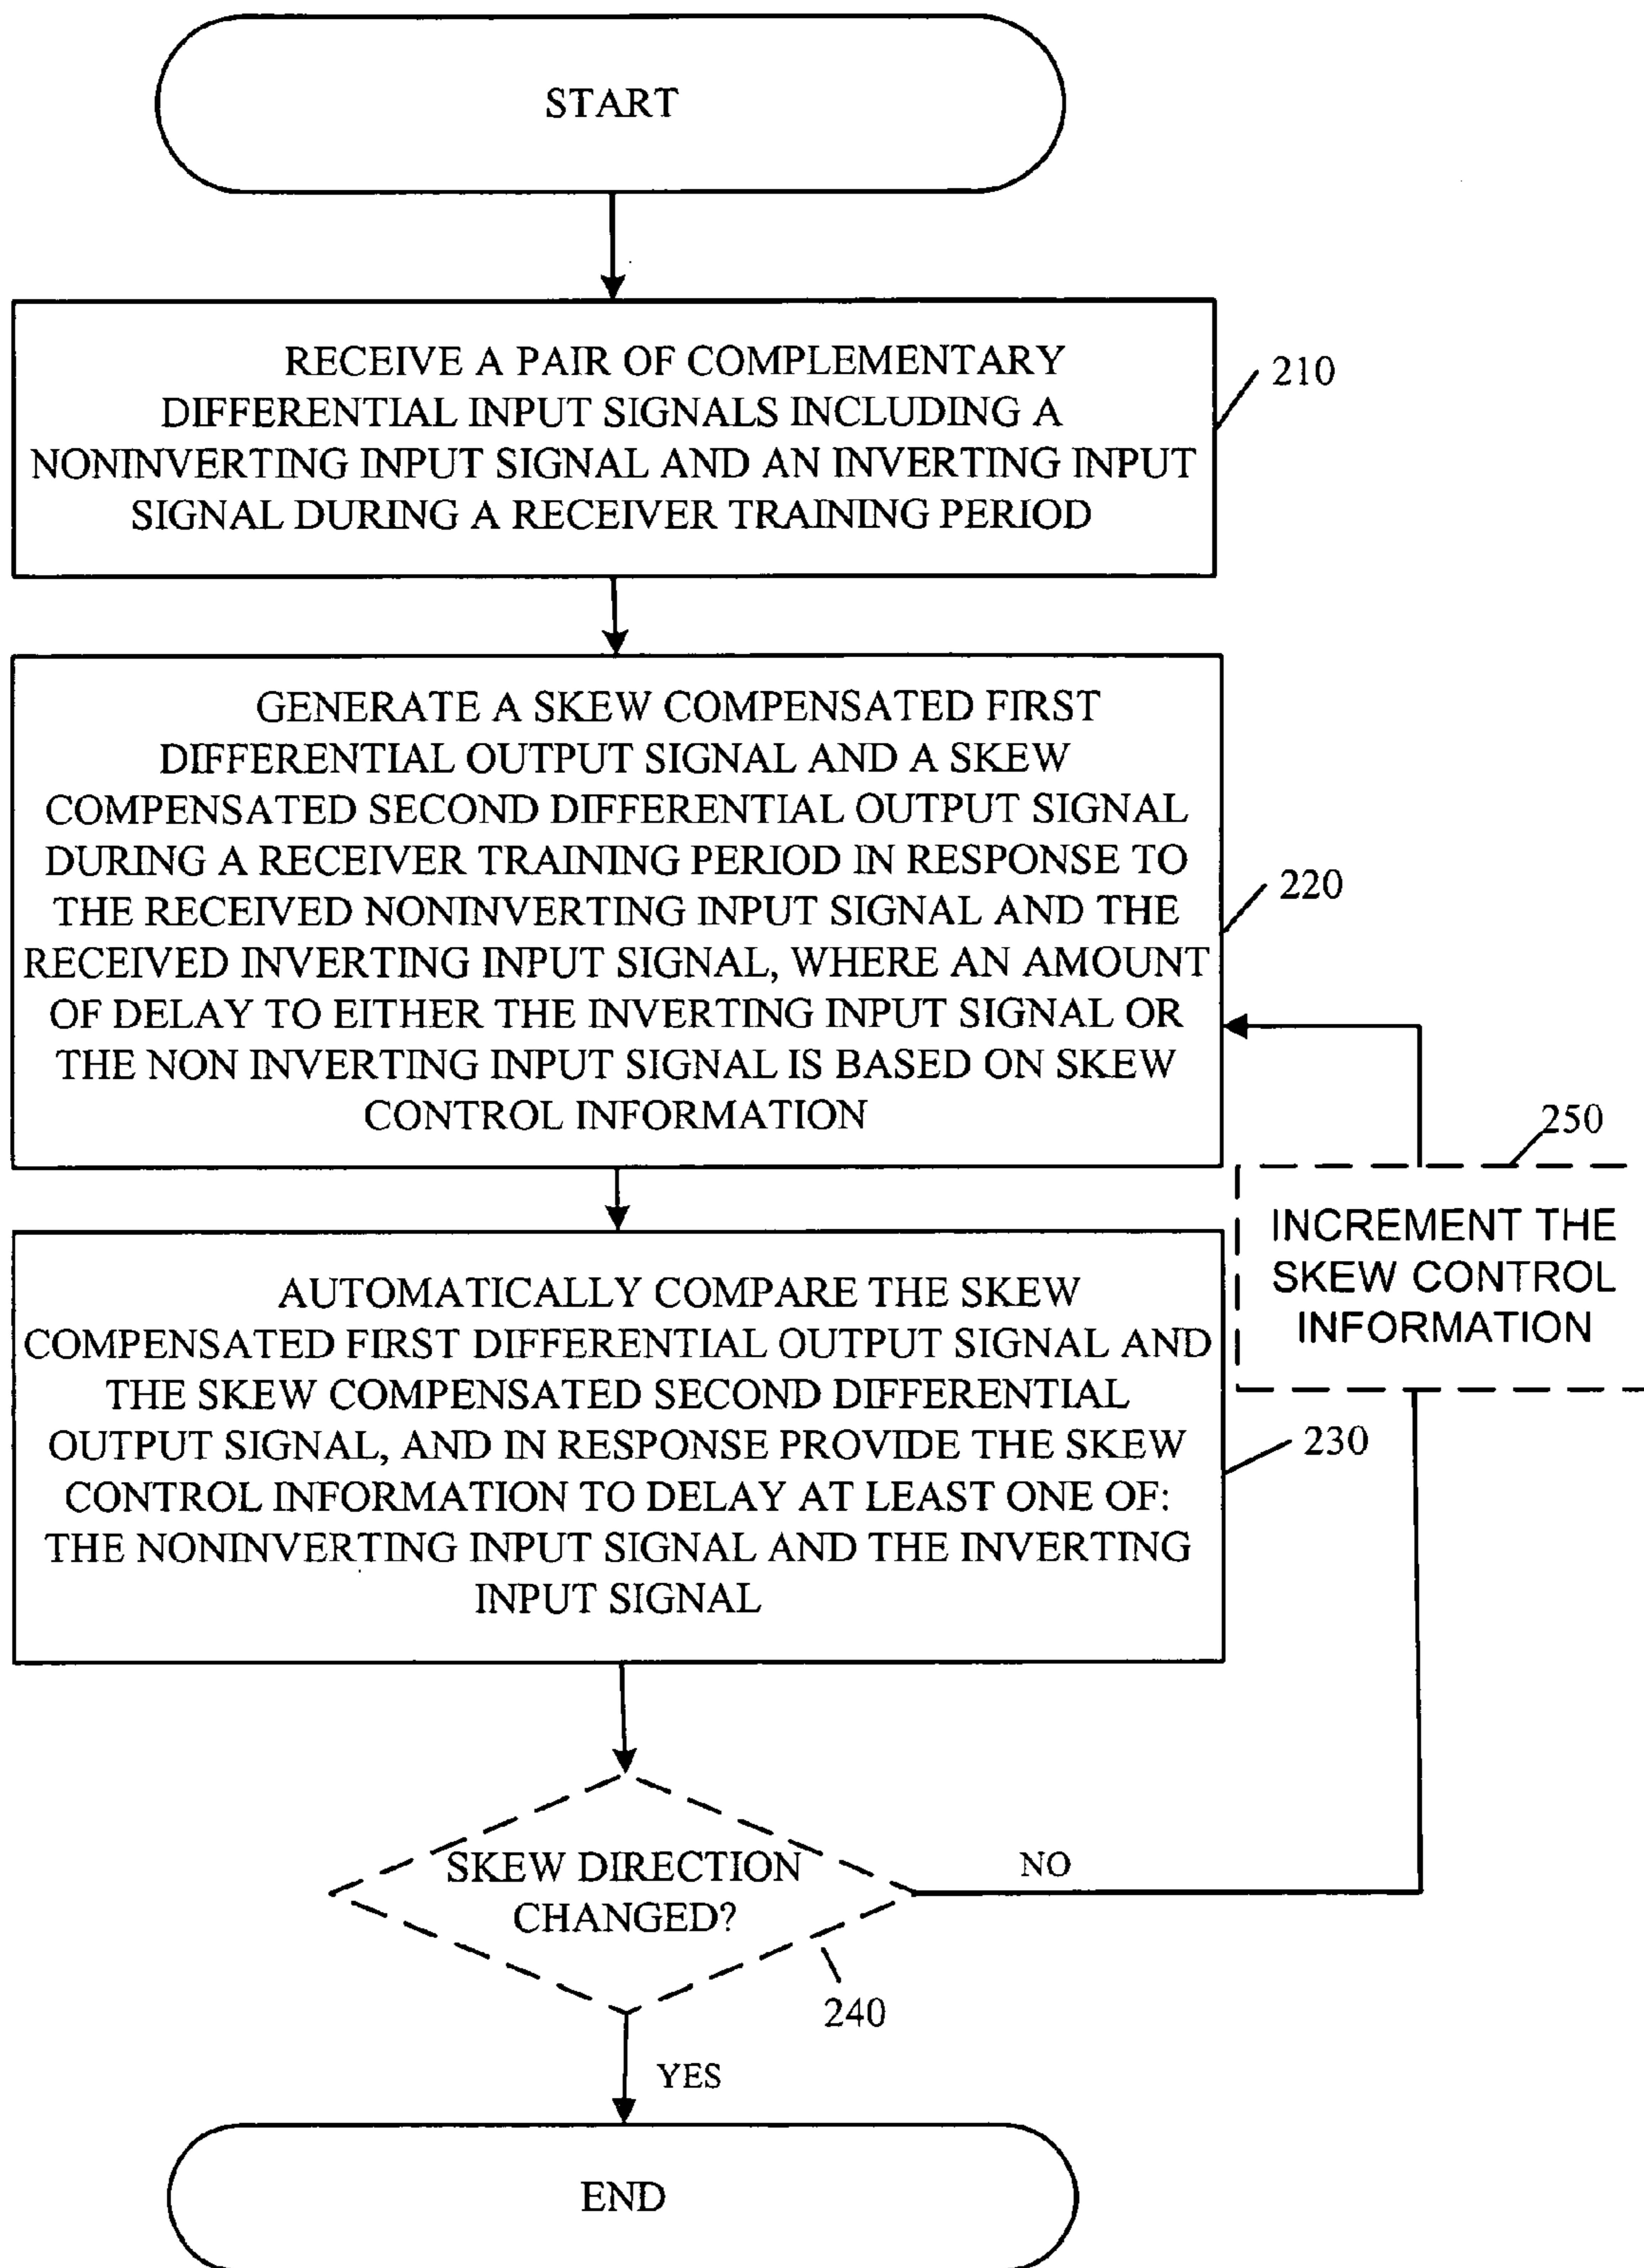 START
RECEIVE A PAIR OF COMPLEMENTARY
DIFFERENTIAL INPUT SIGNALS INCLUDING A
NONINVERTING INPUT SIGNAL AND AN INVERTING INPUT
SIGNAL DURING A RECEIVER TRAINING PERIOD
210
GENERATE A SKEW COMPENSATED FIRST
DIFFERENTIAL OUTPUT SIGNAL AND A SKEW
COMPENSATED SECOND DIFFERENTIAL OUTPUT SIGNAL
DURING A RECEIVER TRAINING PERIOD IN RESPONSE TO
THE RECEIVED NONINVERTING INPUT SIGNAL AND THE
RECEIVED INVERTING INPUT SIGNAL, WHERE AN AMOUNT
OF DELAY TO EITHER THE INVERTING INPUT SIGNAL OR
THE NON INVERTING INPUT SIGNAL IS BASED ON SKEW
CONTROL INFORMATION
220
250
INCREMENT THE
SKEW CONTROL
INFORMATION
AUTOMATICALLY COMPARE THE SKEW
COMPENSATED FIRST DIFFERENTIAL OUTPUT SIGNAL AND
THE SKEW COMPENSATED SECOND DIFFERENTIAL
OUTPUT SIGNAL, AND IN RESPONSE PROVIDE THE SKEW
CONTROL INFORMATION TO DELAY AT LEAST ONE OF:
THE NONINVERTING INPUT SIGNAL AND THE INVERTING
INPUT SIGNAL
230
SKEW DIRECTION
CHANGED?
NO
240
YES
END